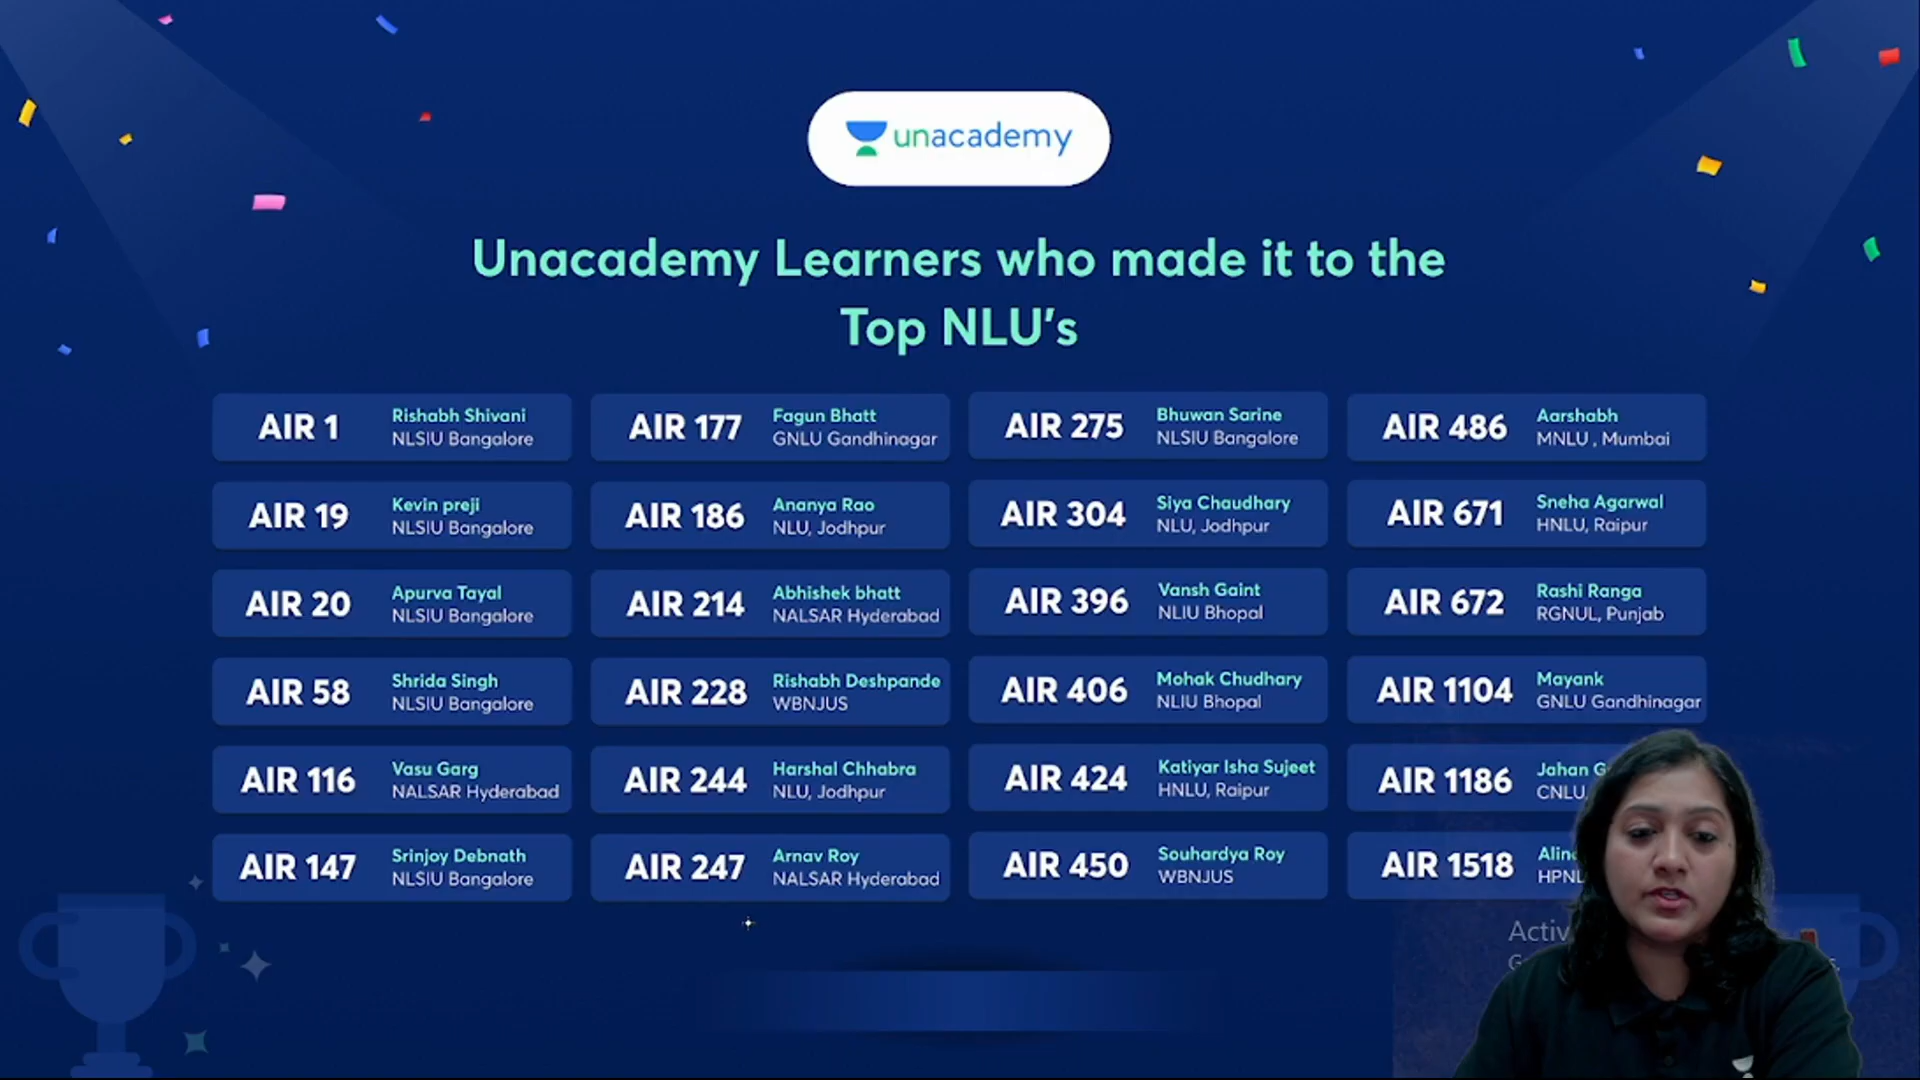 unacademy
Unacademy Learners who made it to the
Top NLU's
AIR 1
Rishabh Shivani
NLSIU Bangalore
AIR 177
Fagun Bhatt
GNLU Gandhinagar
AIR 275
Bhuwan Sarine
NLSIU Bangalore
AIR 486
Aarshabh
MNLU , Mumbai
AIR 19
Kevin preji
NLSIU Bangalore
AIR 186
Ananya Rao
NLU, Jodhpur
AIR 304
Siya Chaudhary
NLU, Jodhpur
AIR 671
Sneha Agarwal
HNLU, Raipur
AIR 20
Apurva Tayal
NLSIU Bangalore
AIR 214
Abhishek bhatt
NALSAR Hyderabad
AIR 396
Vansh Gaint
NLIU Bhopal
AIR 672
Rashi Ranga
RGNUL, Punjab
AIR 58
Shrida Singh
NLSIU Bangalore
AIR 228
Rishabh Deshpande
WBNJUS
AIR 406
Mohak Chudhary
NLIU Bhopal
AIR 1104
Mayank
GNLU Gandhinagar
AIR 116
Vasu Garg
NALSAR Hyderabad
AIR 244
Harshal Chhabra
NLU, Jodhpur
AIR 424
Katiyar Isha Sujeet
HNLU, Raipur
AIR 1186
Jahan
CNLU,
AIR 147
Srinjoy Debnath
NLSIU Bangalore
AIR 247
Arnav Roy
NALSAR Hyderabad
AIR 450
Souhardya Roy
WBNJUS
AIR 1518